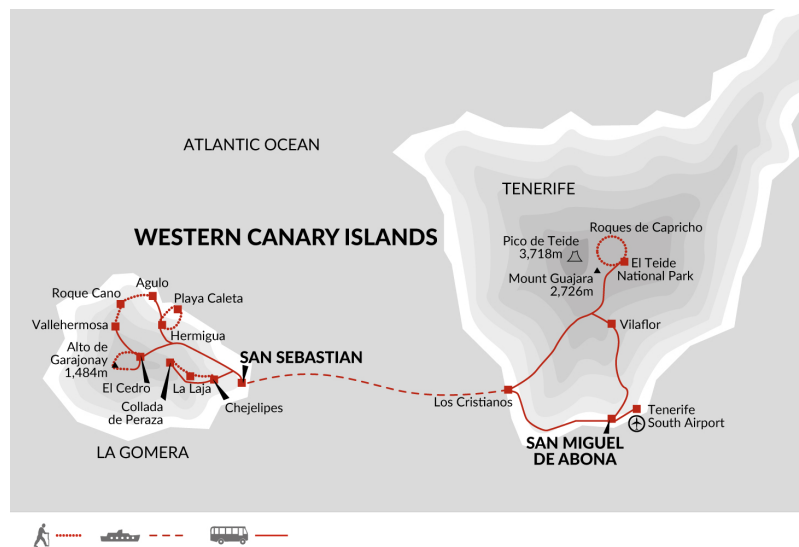 ATLANTIC OCEAN
TENERIFE
WESTERN CANARY ISLANDS
Roques de Capricho
Pico de Teide
3,718m
El Teide
National Park
Mount Guajara
2,726m
Agulo
Roque Cano
Playa Caleta
Vallehermosa
Hermigua
Vilaflor
Alto de
Garajonay
1,484m
SAN SEBASTIAN
El Cedro
La Laja
Collada
de Peraza
Chejelipes
Los Cristianos
Tenerife
South Airport
SAN MIGUEL
DE ABONA
LA GOMERA